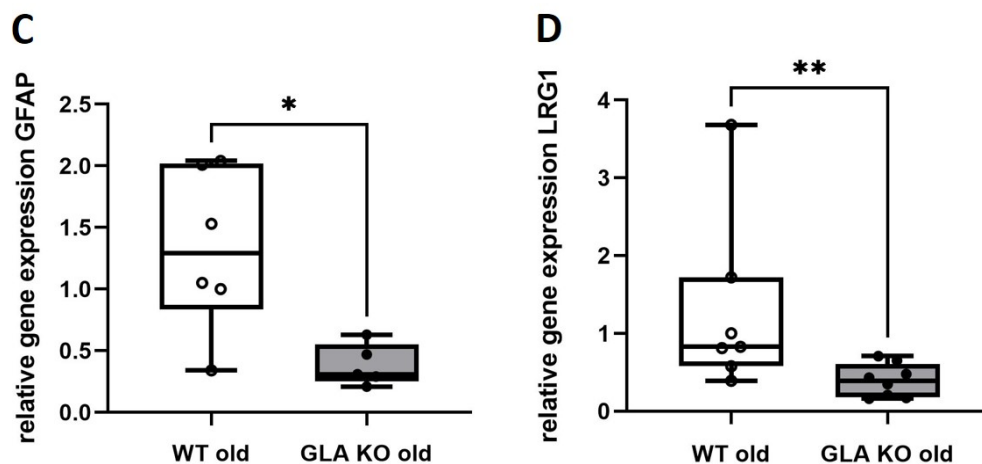 C
relative gene expression GFAP
2.5
2.0
1.5
1.0
0.5
0.0
*
WT old
GLA KO old
D
relative gene expression LRG1
4
3
2
1
0
**
WT old
GLA KO old